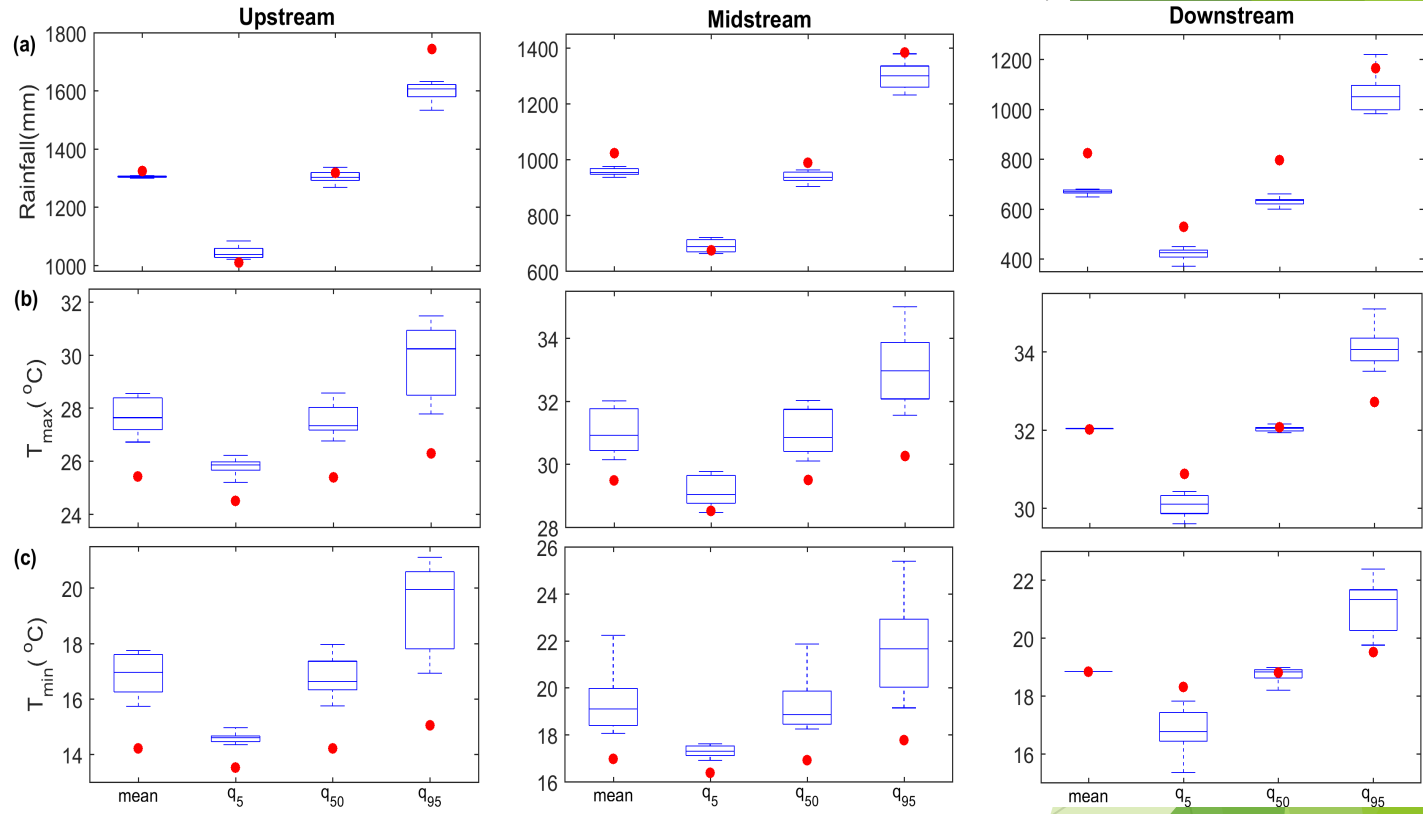 Upstream Midstream Downstream
(a)
Rainfall(mm)
1800 1600 1400 1200 1000
1400 1200 1000 800 600
1200 1000 800 600 400
(b)
Tmax( °C)
32 30 28 26 24
34 32 30 28
34 32 30
(c)
Tmin( °C)
20 18 16 14
26 24 22 20 18 16
22 20 18 16
mean q5 q50 q95 mean q5 q50 q95 mean q5 q50 q95